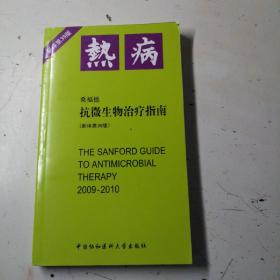 熱病
桑福德
抗微生物治疗指南
(新译第39版)
THE SANFORD GUIDE
TO ANTIMICROBIAL
THERAPY
2009-2010
中国协和医科大学出版社